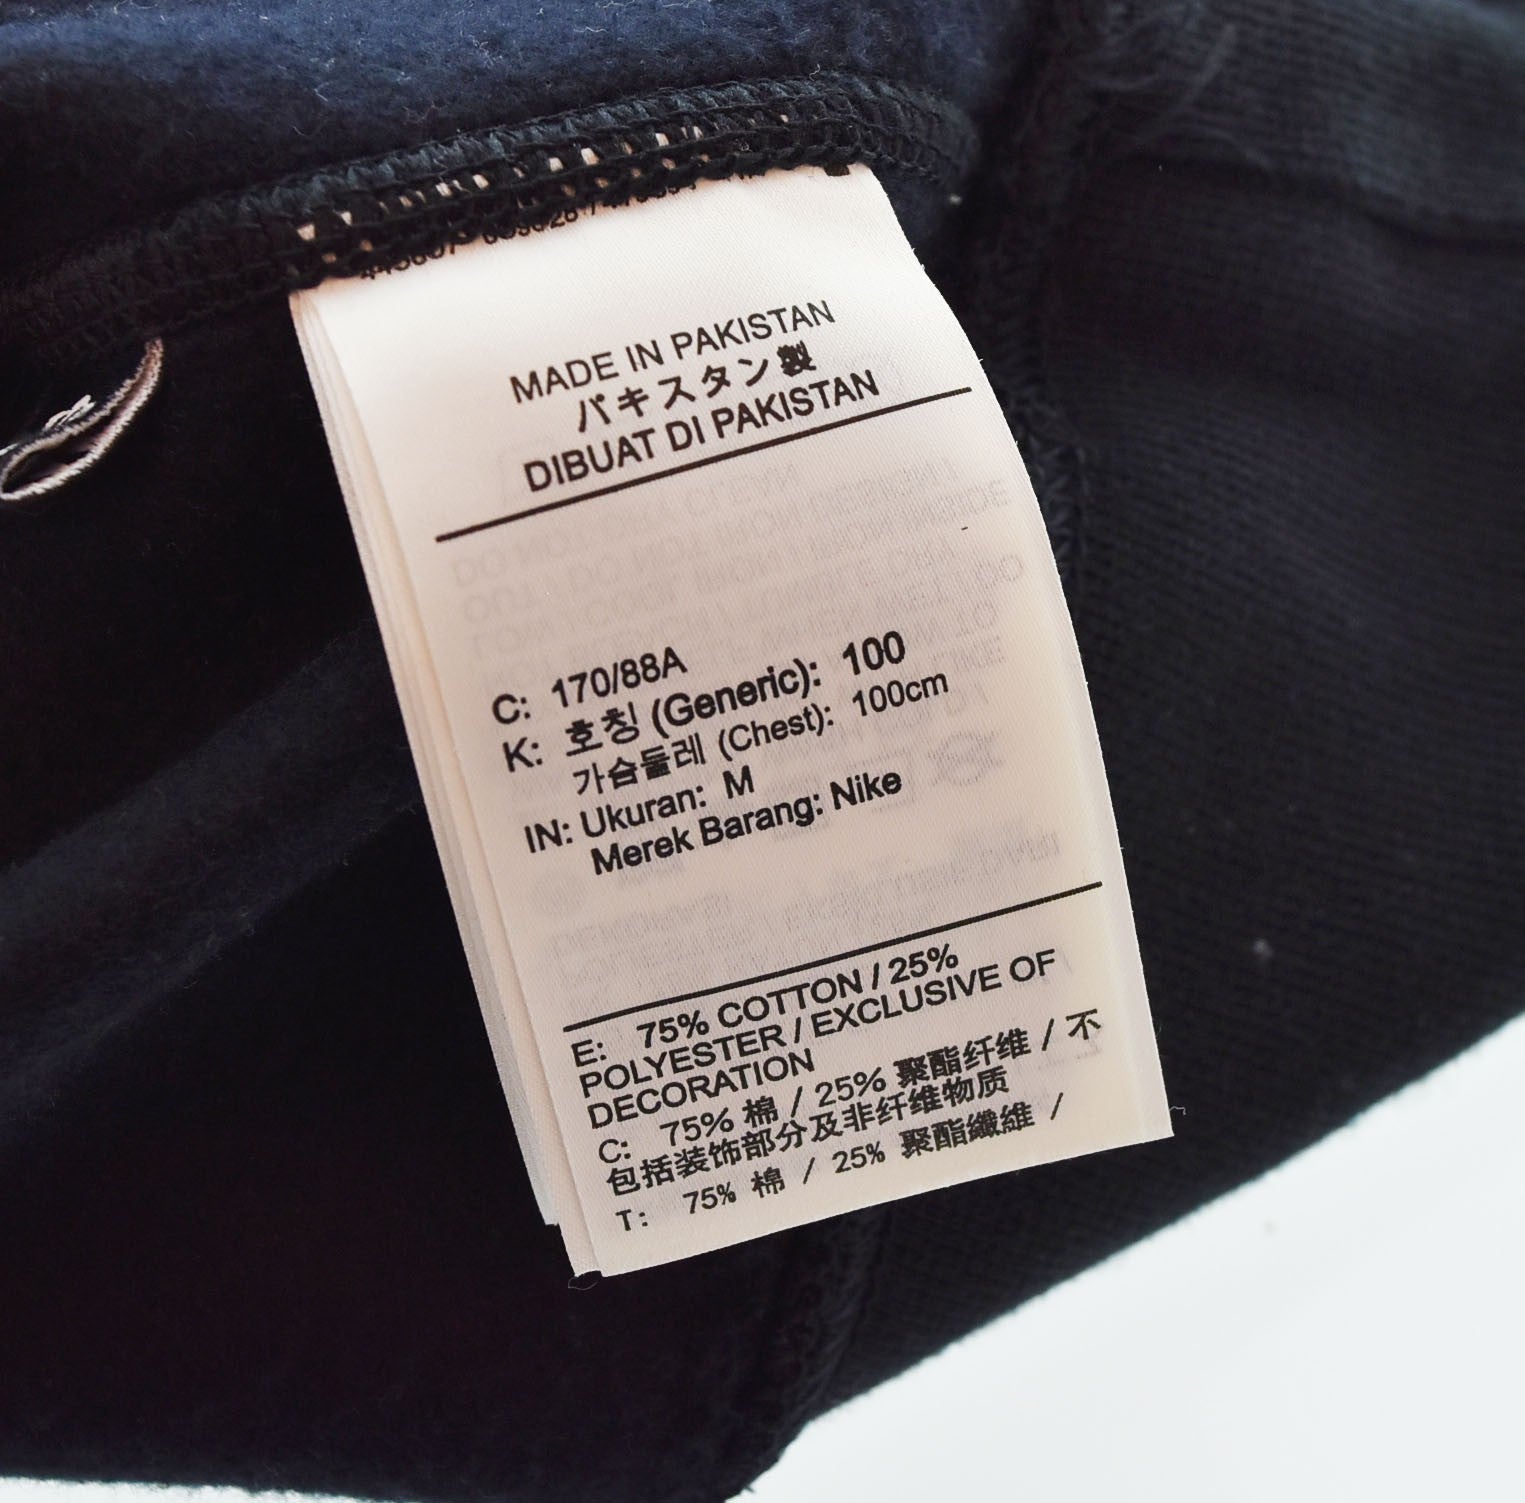 MADE IN PAKISTAN
パキスタン製
DIBUAT DI PAKISTAN
C: 170/88A
K: 호칭 (Generic): 100
가슴둘레 (Chest): 100cm
IN: Ukuran: M
Merek Barang: Nike
E: 75% COTTON / 25%
POLYESTER / EXCLUSIVE OF
DECORATION
C: 75% 棉 / 25% 聚酯纤维 / 不
包括装饰部分及非纤维物质
T: 75% 棉 / 25% 聚酯纖維 /